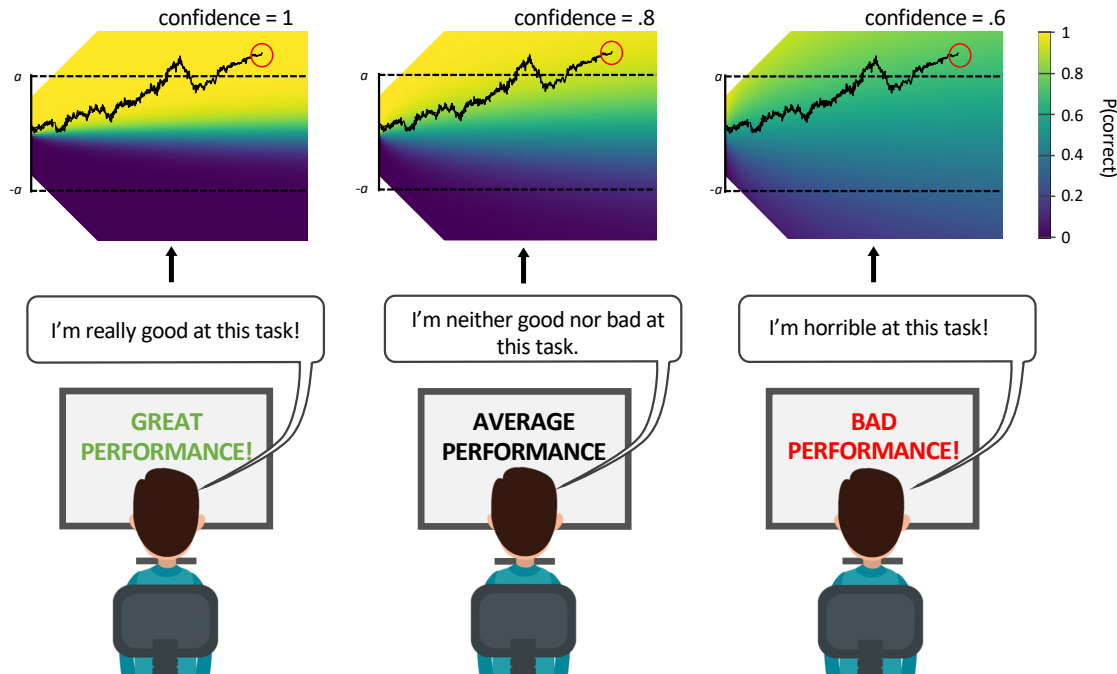 confidence = 1
confidence = .8
confidence = .6
a
-a
a
-a
a
-a
1
0.8
0.6
0.4
0.2
0
P(correct)
I'm really good at this task!
I'm neither good nor bad at
this task.
I'm horrible at this task!
GREAT
PERFORMANCE!
AVERAGE
PERFORMANCE
BAD
PERFORMANCE!